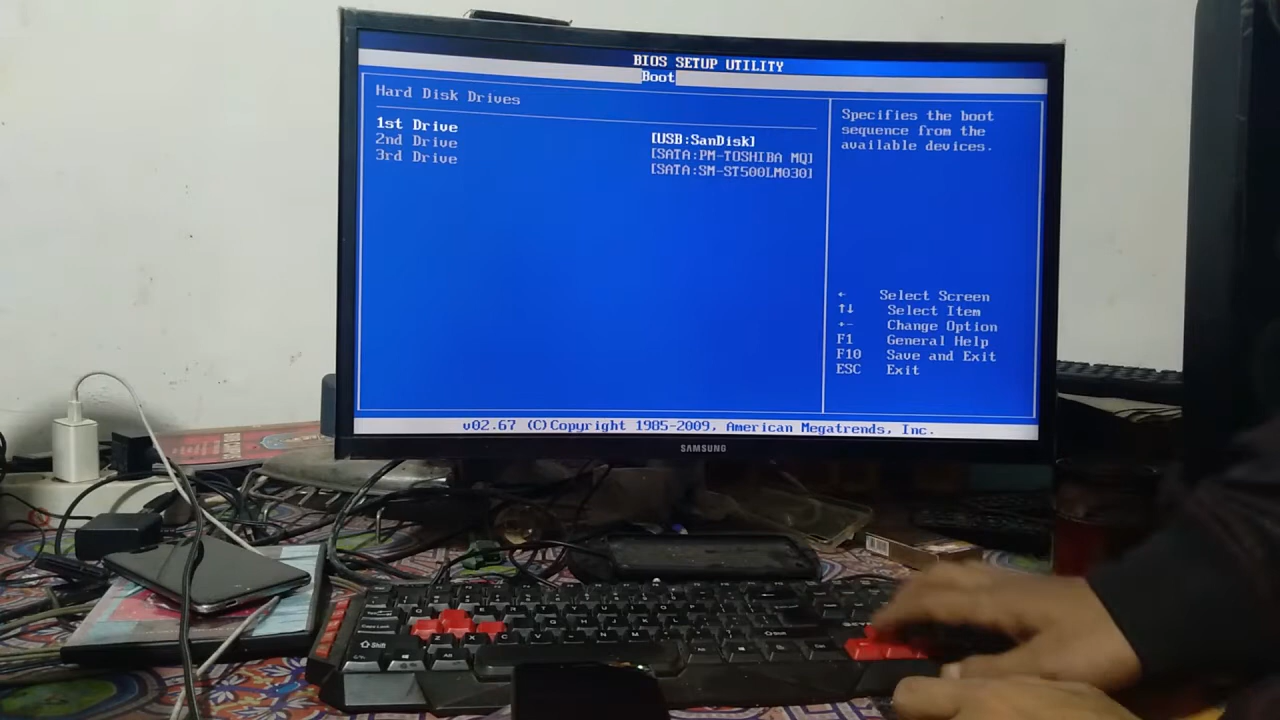 BIOS SETUP UTILITY
Boot
Hard Disk Drives
1st Drive [USB:SanDisk]
2nd Drive [SATA:PM-TOSHIBA MQ]
3rd Drive [SATA:SM-ST500LM030]
Specifies the boot
sequence from the
available devices.
← Select Screen
↑↓ Select Item
+- Change Option
F1 General Help
F10 Save and Exit
ESC Exit
v02.67 (C)Copyright 1985-2009, American Megatrends, Inc.
SAMSUNG